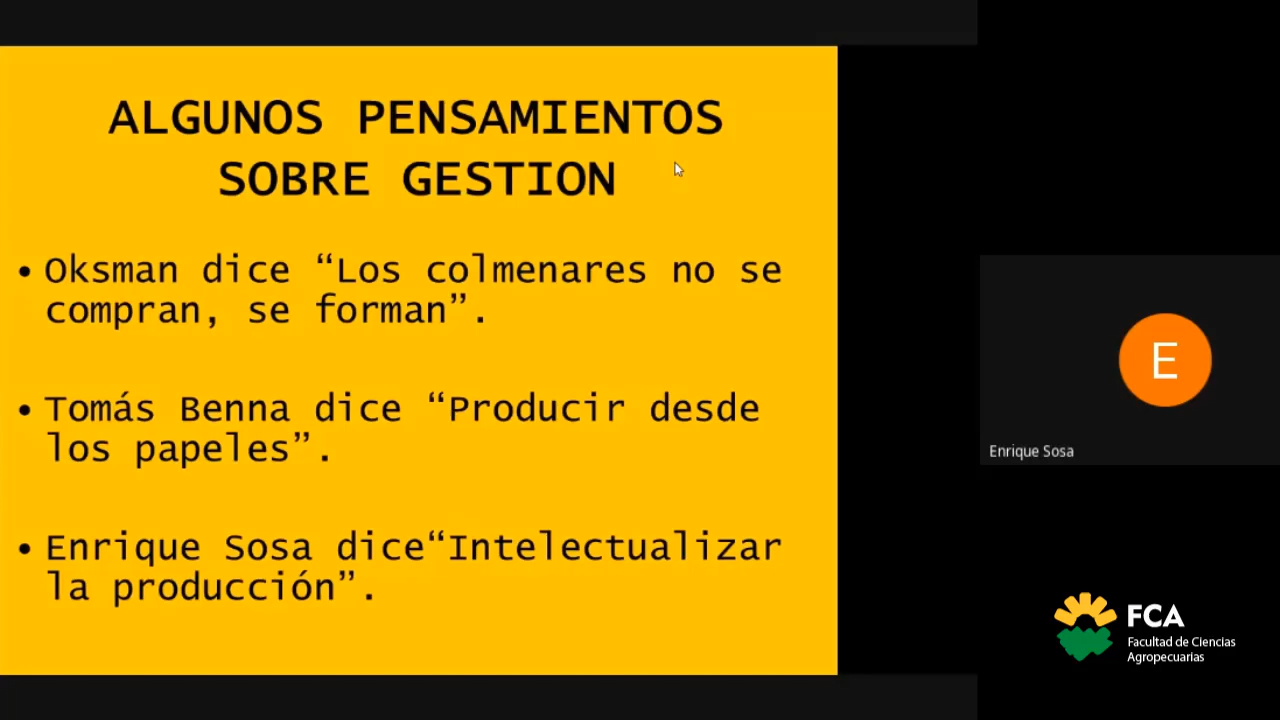 ALGUNOS PENSAMIENTOS
SOBRE GESTION
• Oksman dice “Los colmenares no se
compran, se forman”.
• Tomás Benna dice “Producir desde
los papeles”.
• Enrique Sosa dice“Intelectualizar
la producción”.
E
Enrique Sosa
FCA
Facultad de Ciencias
Agropecuarias